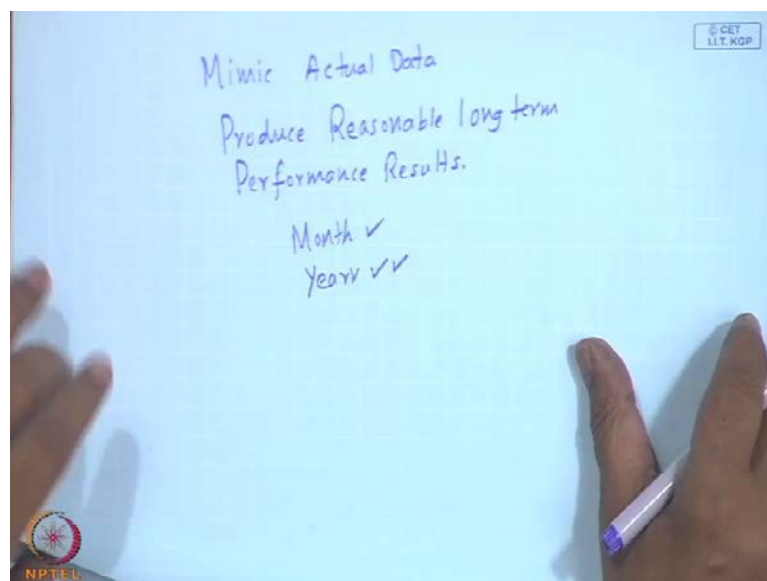 © CET
I.I.T. KGP
Mimic Actual Data
Produce Reasonable long term
Performance Results.
Month ✓
Year ✓✓
NPTEL